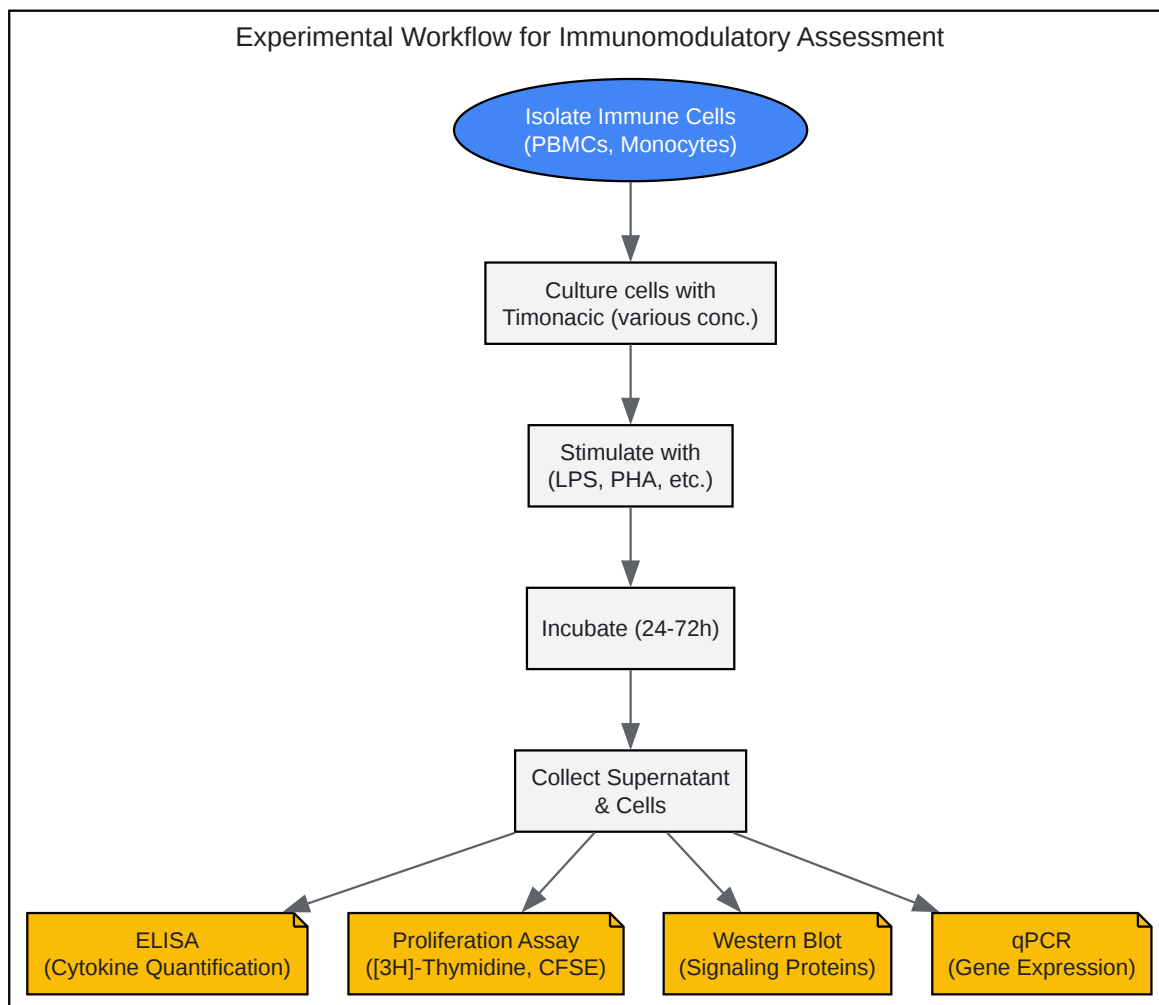 Experimental Workflow for Immunomodulatory Assessment
Isolate Immune Cells
(PBMCs, Monocytes)
Culture cells with
Timonacic (various conc.)
Stimulate with
(LPS, PHA, etc.)
Incubate (24-72h)
Collect Supernatant
& Cells
ELISA
(Cytokine Quantification)
Proliferation Assay
([3H]-Thymidine, CFSE)
Western Blot
(Signaling Proteins)
qPCR
(Gene Expression)